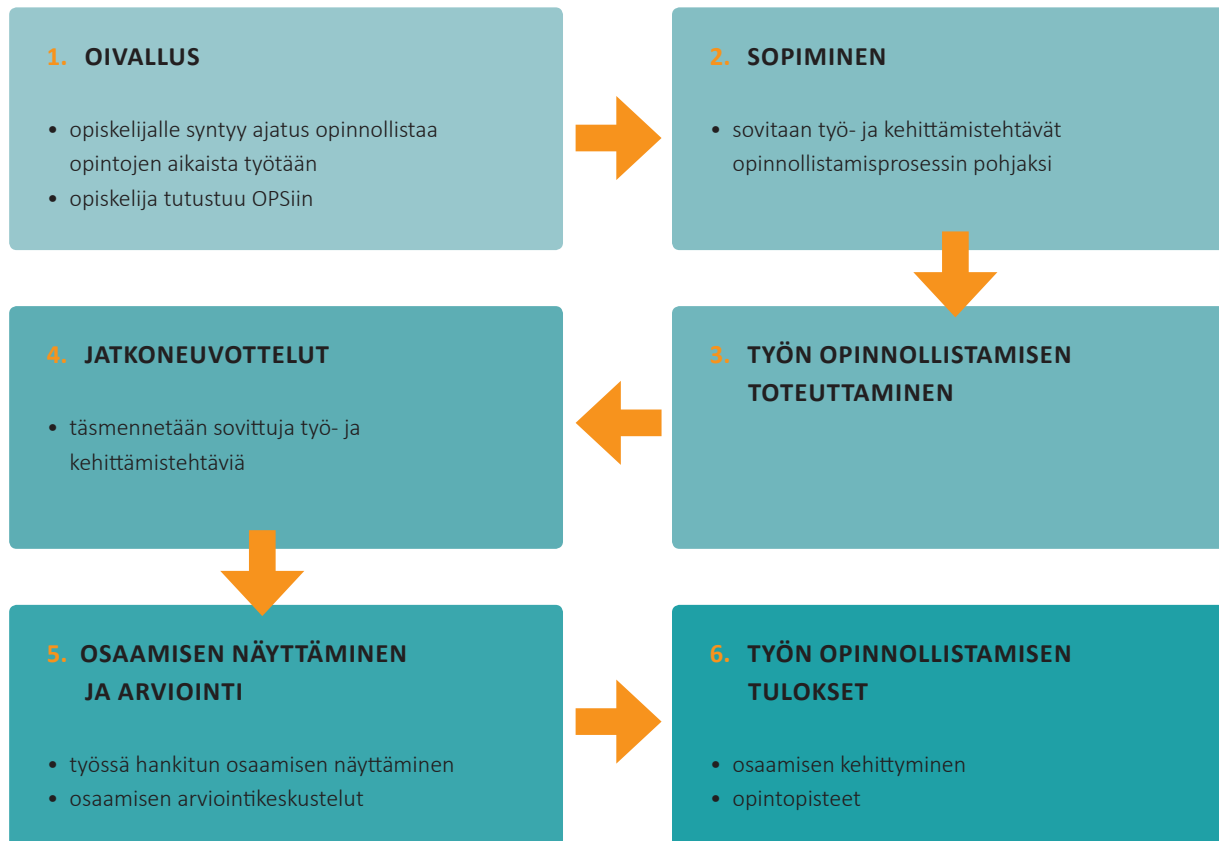 1. OIVALLUS
• opiskelijalle syntyy ajatus opinnollistaa
opintojen aikaista työtään
• opiskelija tutustuu OPSiin
2. SOPIMINEN
• sovitaan työ- ja kehittämistehtävät
opinnollistamisprosessin pohjaksi
3. TYÖN OPINNOLLISTAMISEN
TOTEUTTAMINEN
4. JATKONEUVOTTELUT
• täsmennetään sovittuja työ- ja
kehittämistehtäviä
5. OSAAMISEN NÄYTTÄMINEN
JA ARVIOINTI
• työssä hankitun osaamisen näyttäminen
• osaamisen arviointikeskustelut
6. TYÖN OPINNOLLISTAMISEN
TULOKSET
• osaamisen kehittyminen
• opintopisteet